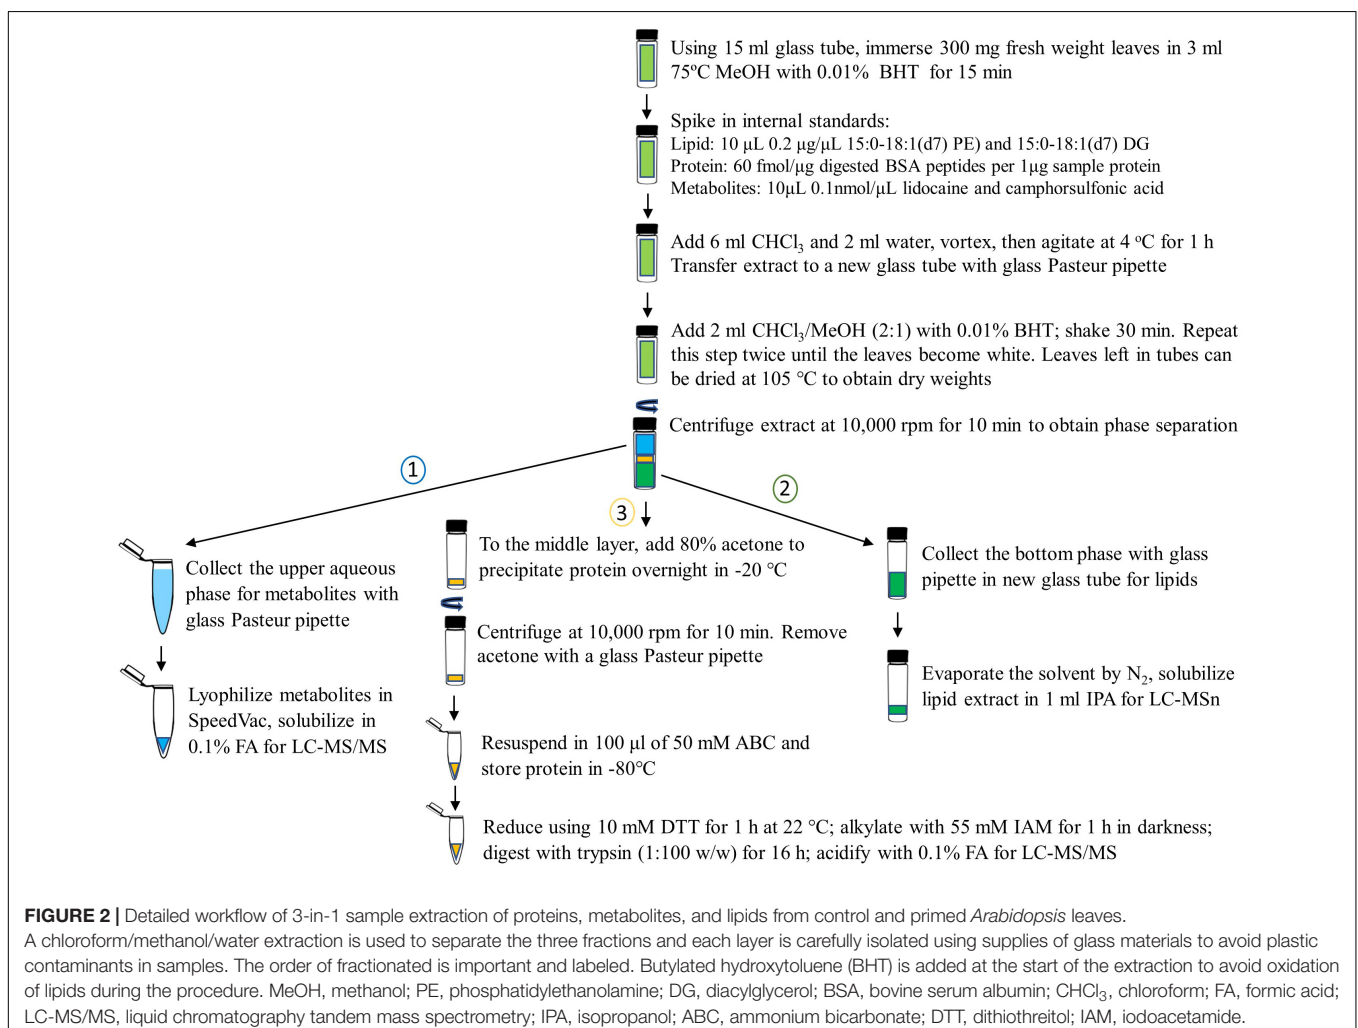 Using 15 ml glass tube, immerse 300 mg fresh weight leaves in 3 ml
75ºC MeOH with 0.01% BHT for 15 min
Spike in internal standards:
Lipid: 10 µL 0.2 µg/µL 15:0-18:1(d7) PE) and 15:0-18:1(d7) DG
Protein: 60 fmol/µg digested BSA peptides per 1µg sample protein
Metabolites: 10µL 0.1nmol/µL lidocaine and camphorsulfonic acid
Add 6 ml CHCl₃ and 2 ml water, vortex, then agitate at 4 ºC for 1 h
Transfer extract to a new glass tube with glass Pasteur pipette
Add 2 ml CHCl₃/MeOH (2:1) with 0.01% BHT; shake 30 min. Repeat
this step twice until the leaves become white. Leaves left in tubes can
be dried at 105 °C to obtain dry weights
Centrifuge extract at 10,000 rpm for 10 min to obtain phase separation
1
Collect the upper aqueous
phase for metabolites with
glass Pasteur pipette
Lyophilize metabolites in
SpeedVac, solubilize in
0.1% FA for LC-MS/MS
2
Collect the bottom phase with glass
pipette in new glass tube for lipids
Evaporate the solvent by N₂, solubilize
lipid extract in 1 ml IPA for LC-MSn
3
To the middle layer, add 80% acetone to
precipitate protein overnight in -20 °C
Centrifuge at 10,000 rpm for 10 min. Remove
acetone with a glass Pasteur pipette
Resuspend in 100 µl of 50 mM ABC and
store protein in -80°C
Reduce using 10 mM DTT for 1 h at 22 °C; alkylate with 55 mM IAM for 1 h in darkness;
digest with trypsin (1:100 w/w) for 16 h; acidify with 0.1% FA for LC-MS/MS
FIGURE 2 | Detailed workflow of 3-in-1 sample extraction of proteins, metabolites, and lipids from control and primed Arabidopsis leaves.
A chloroform/methanol/water extraction is used to separate the three fractions and each layer is carefully isolated using supplies of glass materials to avoid plastic
contaminants in samples. The order of fractionated is important and labeled. Butylated hydroxytoluene (BHT) is added at the start of the extraction to avoid oxidation
of lipids during the procedure. MeOH, methanol; PE, phosphatidylethanolamine; DG, diacylglycerol; BSA, bovine serum albumin; CHCl₃, chloroform; FA, formic acid;
LC-MS/MS, liquid chromatography tandem mass spectrometry; IPA, isopropanol; ABC, ammonium bicarbonate; DTT, dithiothreitol; IAM, iodoacetamide.